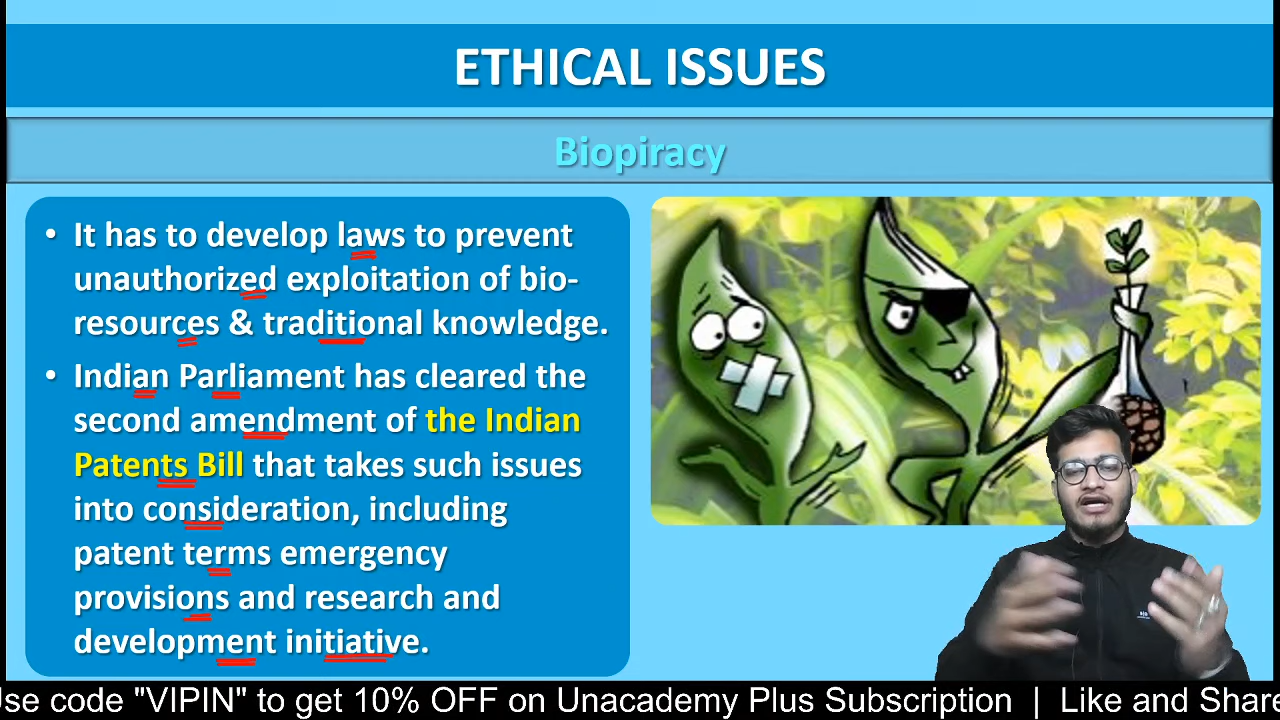 ETHICAL ISSUES
Biopiracy
• It has to develop laws to prevent
unauthorized exploitation of bio-
resources & traditional knowledge.
• Indian Parliament has cleared the
second amendment of the Indian
Patents Bill that takes such issues
into consideration, including
patent terms emergency
provisions and research and
development initiative.
Use code "VIPIN" to get 10% OFF on Unacademy Plus Subscription | Like and Share